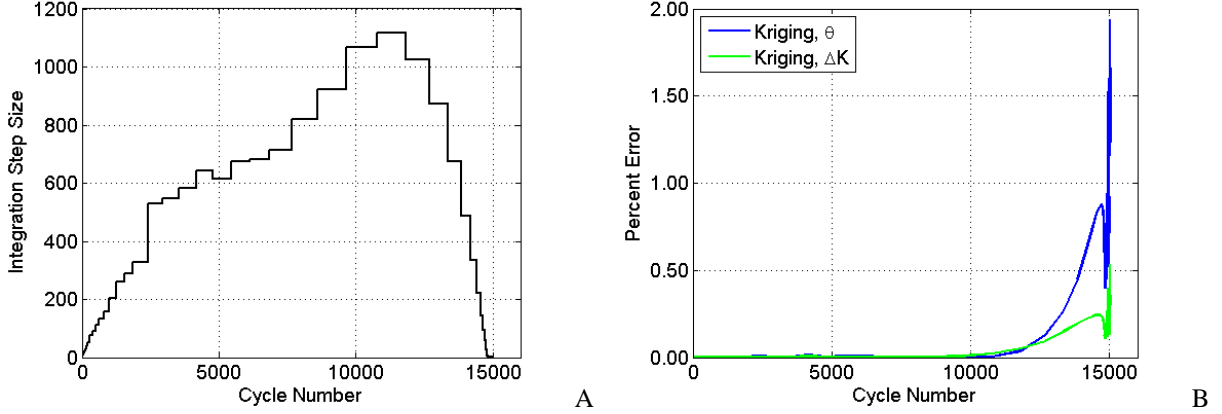 1200
1000
800
600
400
200
0
0 5000 10000 15000
Integration Step Size
Cycle Number
A
2.00
1.50
1.00
0.50
0.00
0 5000 10000 15000
Percent Error
Cycle Number
Kriging, θ
Kriging, ΔK
B